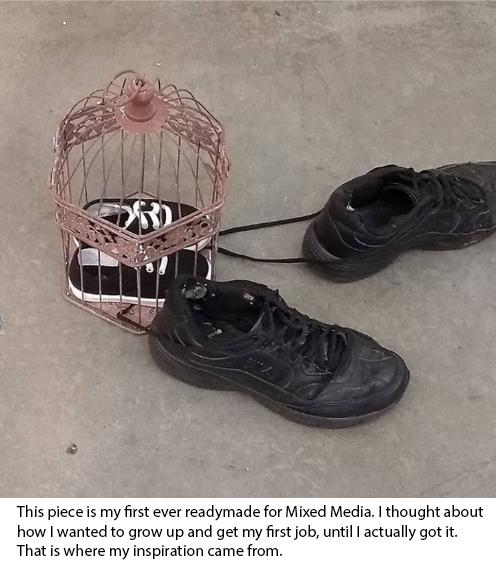 FILA
This piece is my first ever readymade for Mixed Media. I thought about
how I wanted to grow up and get my first job, until I actually got it.
That is where my inspiration came from.